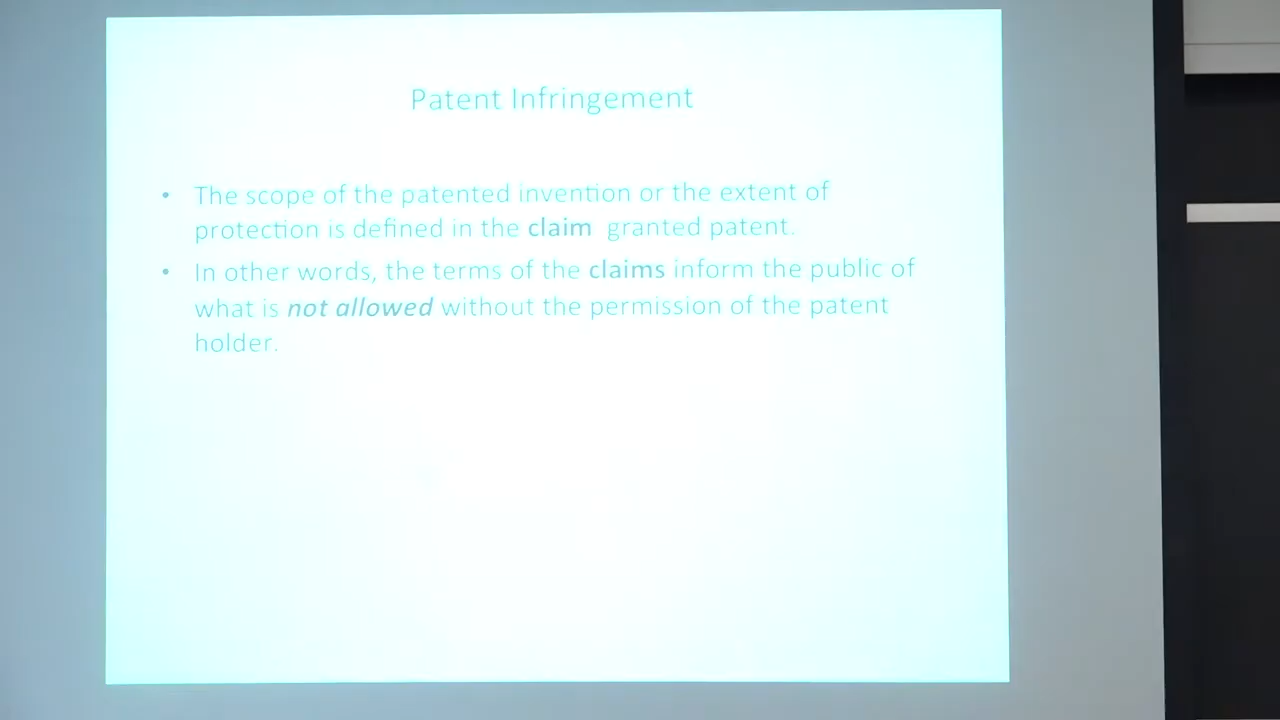 Patent Infringement
• The scope of the patented invention or the extent of
protection is defined in the claim granted patent.
• In other words, the terms of the claims inform the public of
what is not allowed without the permission of the patent
holder.